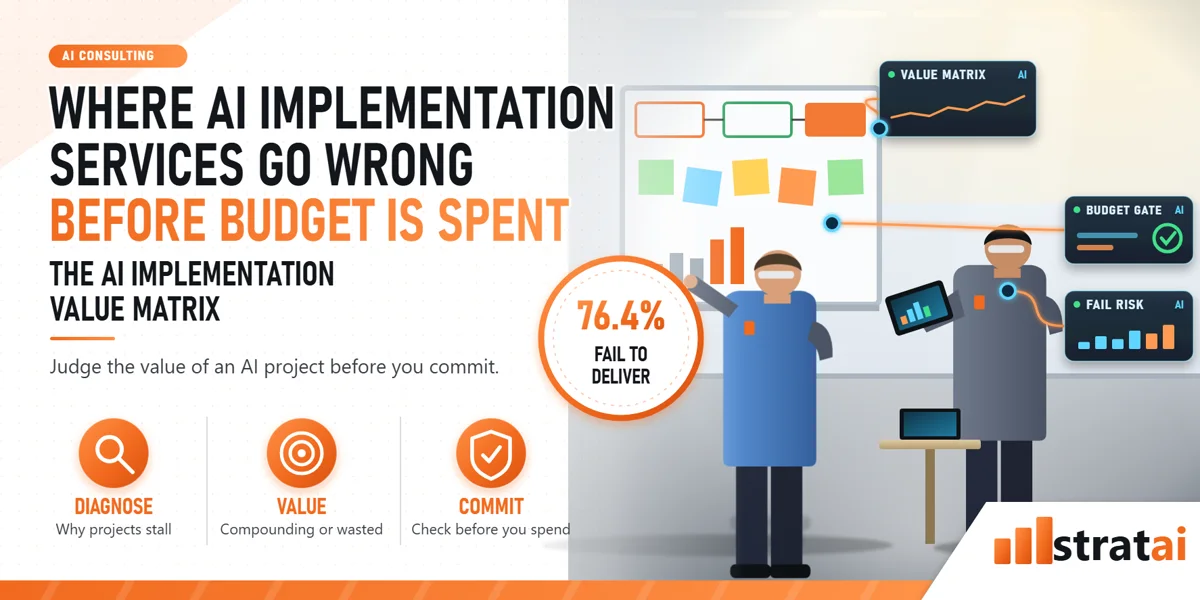 AI CONSULTING
WHERE AI IMPLEMENTATION
SERVICES GO WRONG
BEFORE BUDGET IS SPENT
THE AI IMPLEMENTATION
VALUE MATRIX
Judge the value of an AI project before you commit.
DIAGNOSE
Why projects stall
VALUE
Compounding or wasted
COMMIT
Check before you spend
76.4%
FAIL TO
DELIVER
VALUE MATRIX AI
BUDGET GATE AI
FAIL RISK AI
stratai